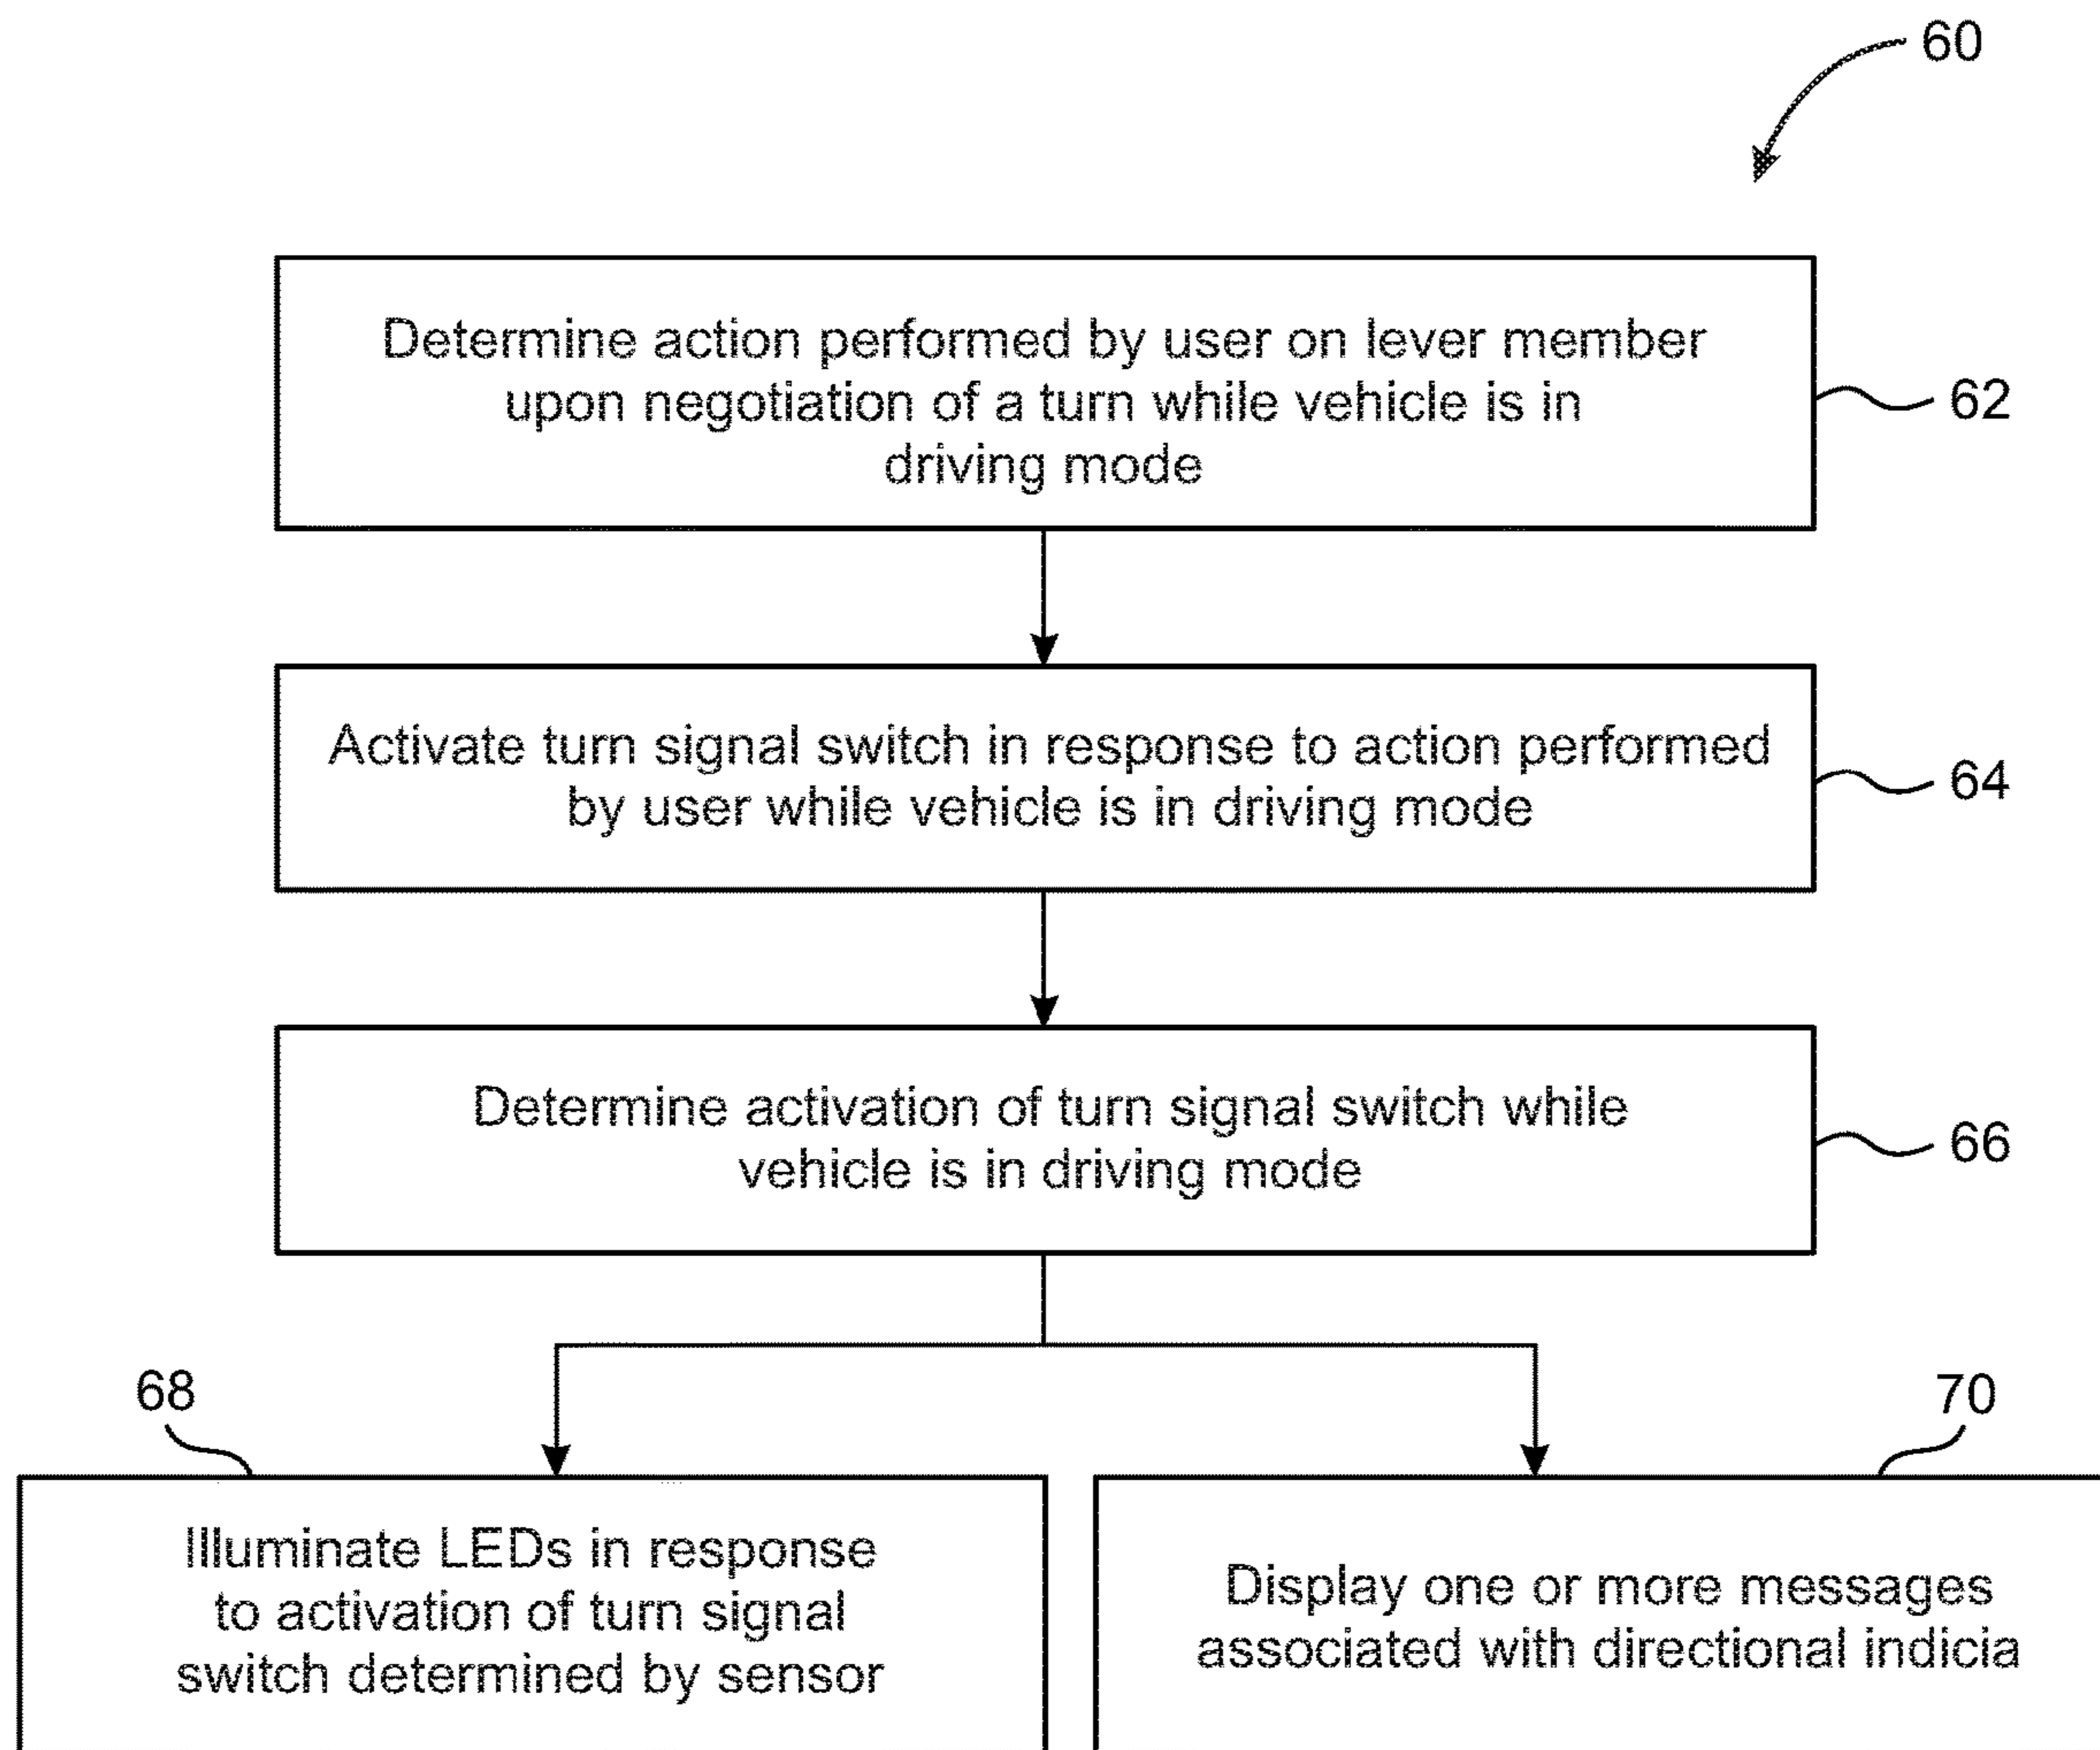 60
Determine action performed by user on lever member
upon negotiation of a turn while vehicle is in
driving mode
62
Activate turn signal switch in response to action performed
by user while vehicle is in driving mode
64
Determine activation of turn signal switch while
vehicle is in driving mode
66
68
Illuminate LEDs in response
to activation of turn signal
switch determined by sensor
70
Display one or more messages
associated with directional indicia